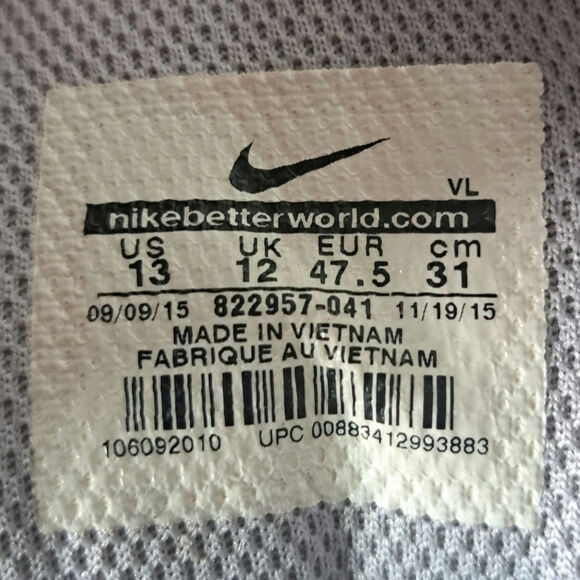 VL
nikebetterworld.com
US UK EUR cm
13 12 47.5 31
09/09/15 822957-041 11/19/15
MADE IN VIETNAM
FABRIQUE AU VIETNAM
106092010 UPC 00883412993883